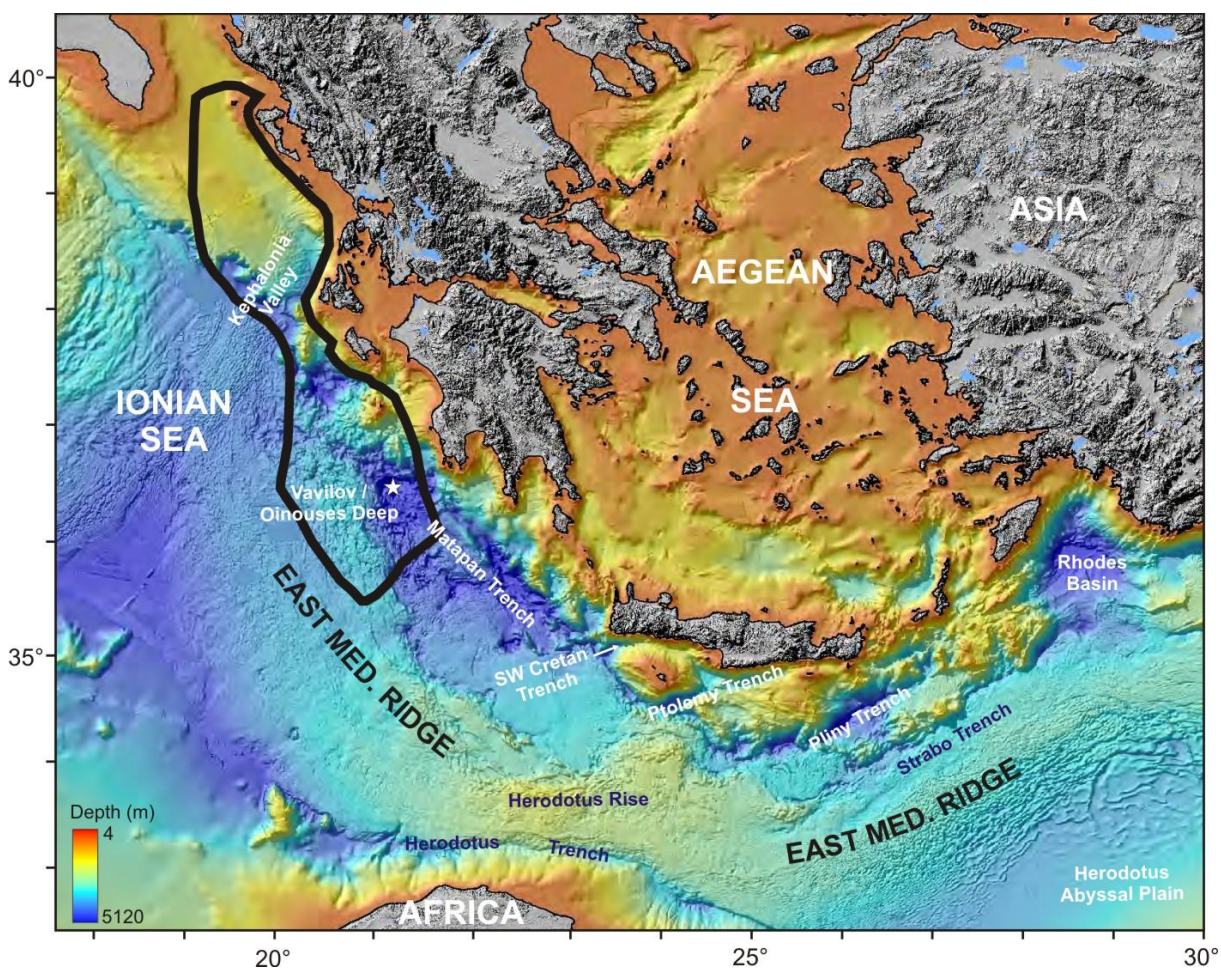 40°
ASIA
AEGEAN
Kephalonia
Valley
IONIAN
SEA
SEA
Vavilov /
Oinouses Deep
Matapan Trench
Rhodes
Basin
EAST MED. RIDGE
35°
SW Cretan
Trench
Ptolemy Trench
Pliny Trench
Strabo Trench
Herodotus Rise
EAST MED. RIDGE
Depth (m)
4
5120
Herodotus Trench
Herodotus
Abyssal Plain
AFRICA
20°
25°
30°